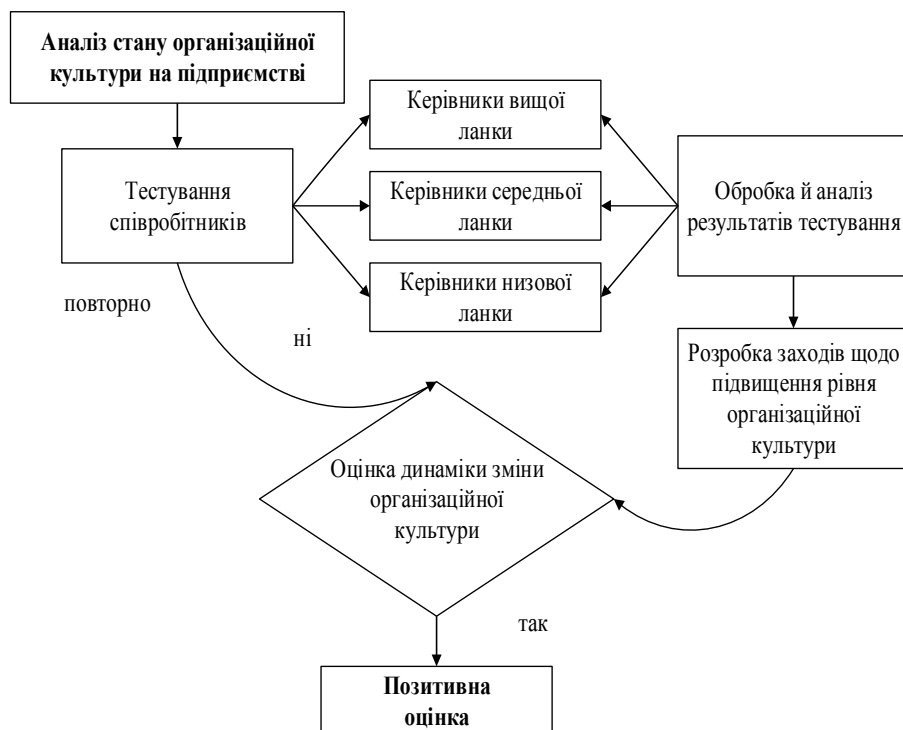 Аналіз стану організаційної
культури на підприємстві
Керівники вищої
ланки
Тестування
співробітників
Керівники середньої
ланки
Обробка й аналіз
результатів тестування
Керівники низової
ланки
повторно
ні
Розробка заходів щодо
підвищення рівня
організаційної
культури
Оцінка динаміки зміни
організаційної
культури
так
Позитивна
оцінка